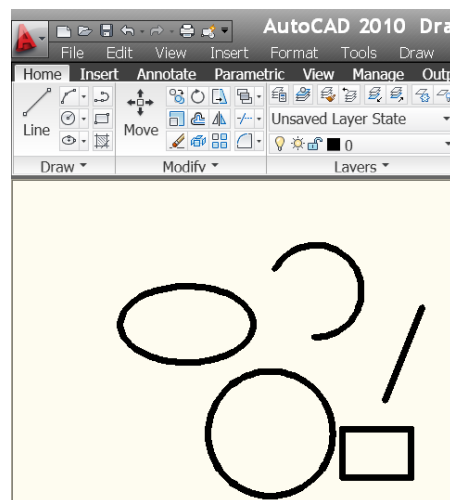 AutoCAD 2010 Dra
File Edit View Insert Format Tools Draw
Home Insert Annotate Parametric View Manage Outp
Line Move Unsaved Layer State
0
Draw Modify Layers